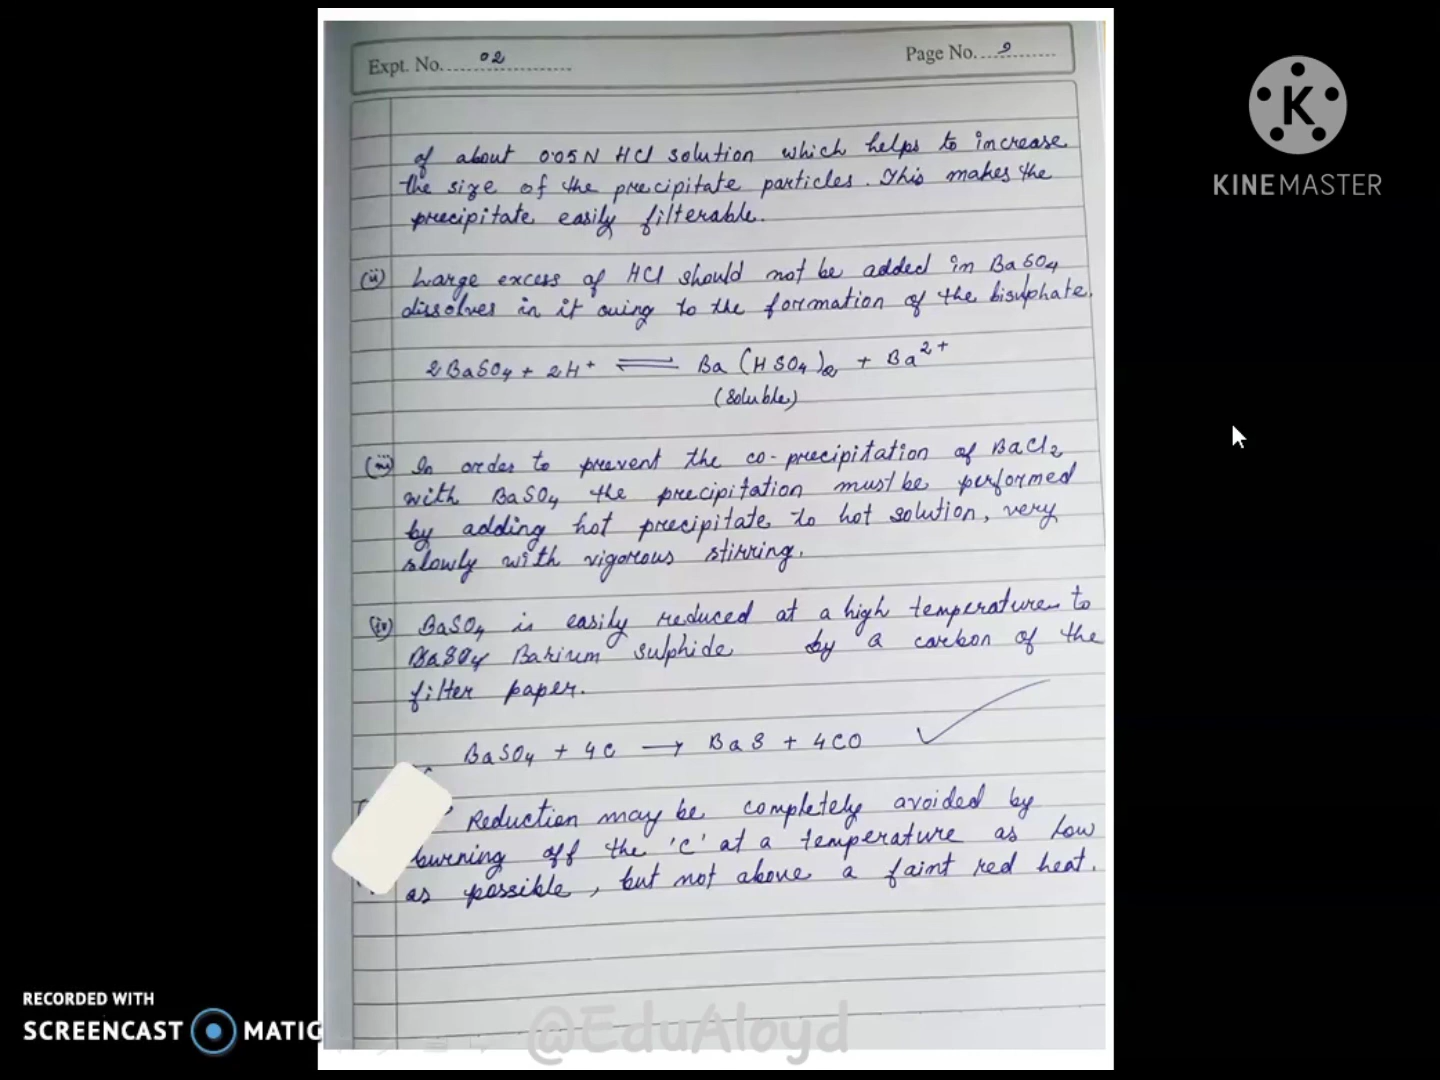 Expt. No. 02
Page No. 9
of about 0.05N HCl solution which helps to increase
the size of the precipitate particles. This makes the
precipitate easily filterable.
(ii) Large excess of HCl should not be added in BaSO4
dissolves in it owing to the formation of the bisulphate.
2BaSO4 + 2H+ ⇌ Ba(HSO4)2 + Ba2+
(soluble)
(iii) In order to prevent the co-precipitation of BaCl2
with BaSO4 the precipitation must be performed
by adding hot precipitate to hot solution, very
slowly with vigorous stirring.
(iv) BaSO4 is easily reduced at a high temperature to
BaSO4 Barium sulphide by a carbon of the
filter paper.
BaSO4 + 4C → BaS + 4CO
Reduction may be completely avoided by
burning off the 'C' at a temperature as low
as possible, but not above a faint red heat.
@EduAloyd
K
KINEMASTER
RECORDED WITH
SCREENCAST MATIC